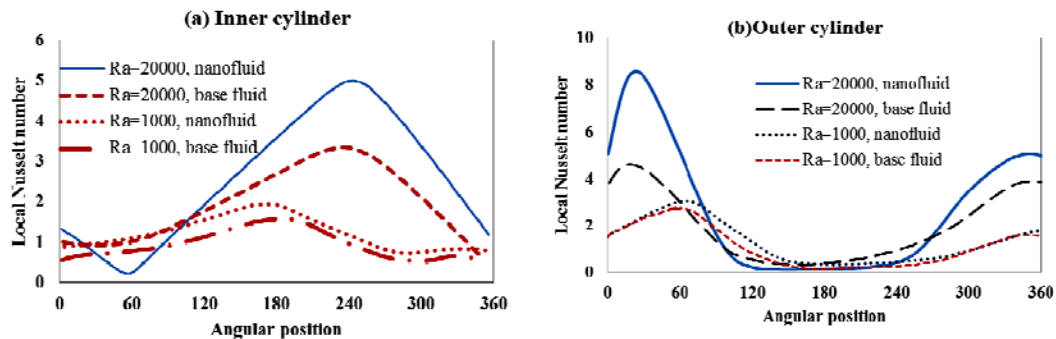 (a) Inner cylinder
6
5
4
3
2
1
0
Local Nusselt number
Ra=20000, nanofluid
Ra=20000, base fluid
Ra=1000, nanofluid
Ra 1000, base fluid
0 60 120 180 240 300 360
Angular position
(b)Outer cylinder
10
8
6
4
2
0
Local Nusselt number
Ra=20000, nanofluid
Ra=20000, base fluid
Ra=1000, nanofluid
Ra=1000, base fluid
0 60 120 180 240 300 360
Angular position